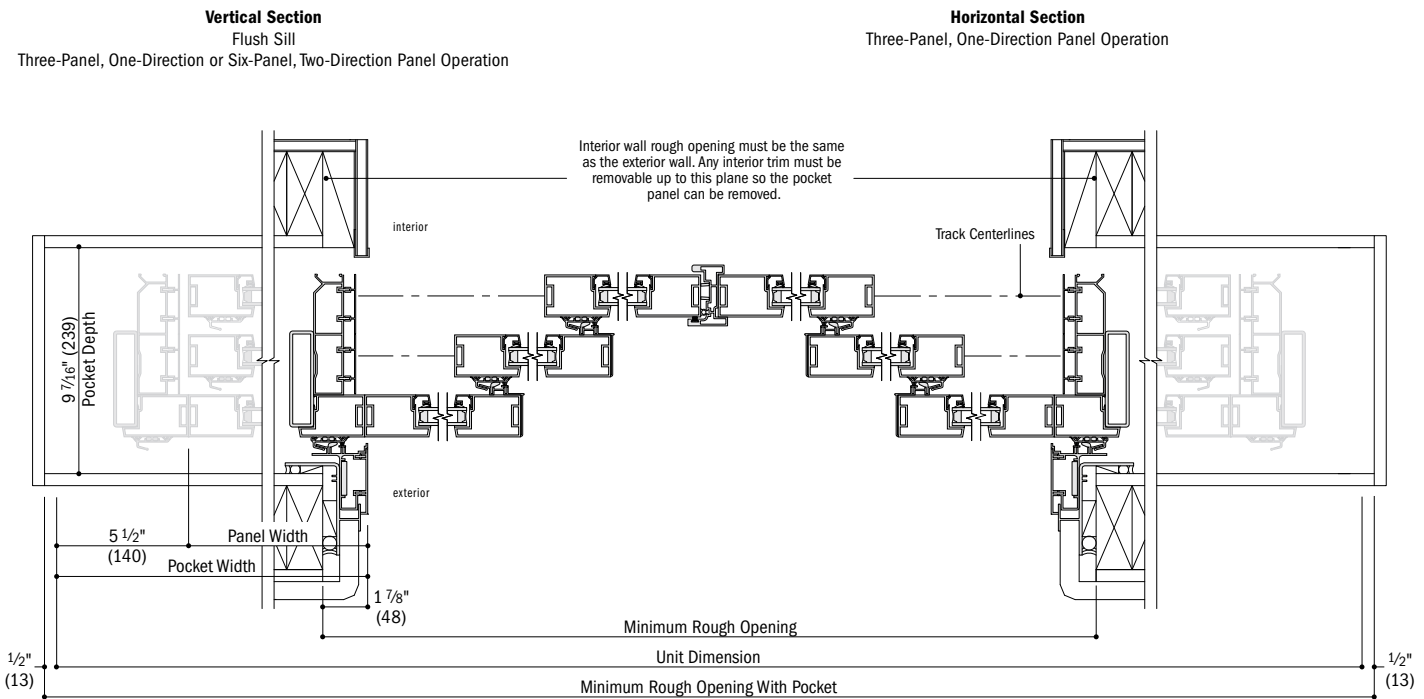 Vertical Section
Flush Sill
Three-Panel, One-Direction or Six-Panel, Two-Direction Panel Operation
Horizontal Section
Three-Panel, One-Direction Panel Operation
Interior wall rough opening must be the same
as the exterior wall. Any interior trim must be
removable up to this plane so the pocket
panel can be removed.
interior
Track Centerlines
9 7/16" (239)
Pocket Depth
exterior
5 1/2"
(140)
Panel Width
Pocket Width
1 7/8"
(48)
Minimum Rough Opening
1/2"
(13)
Unit Dimension
1/2"
(13)
Minimum Rough Opening With Pocket